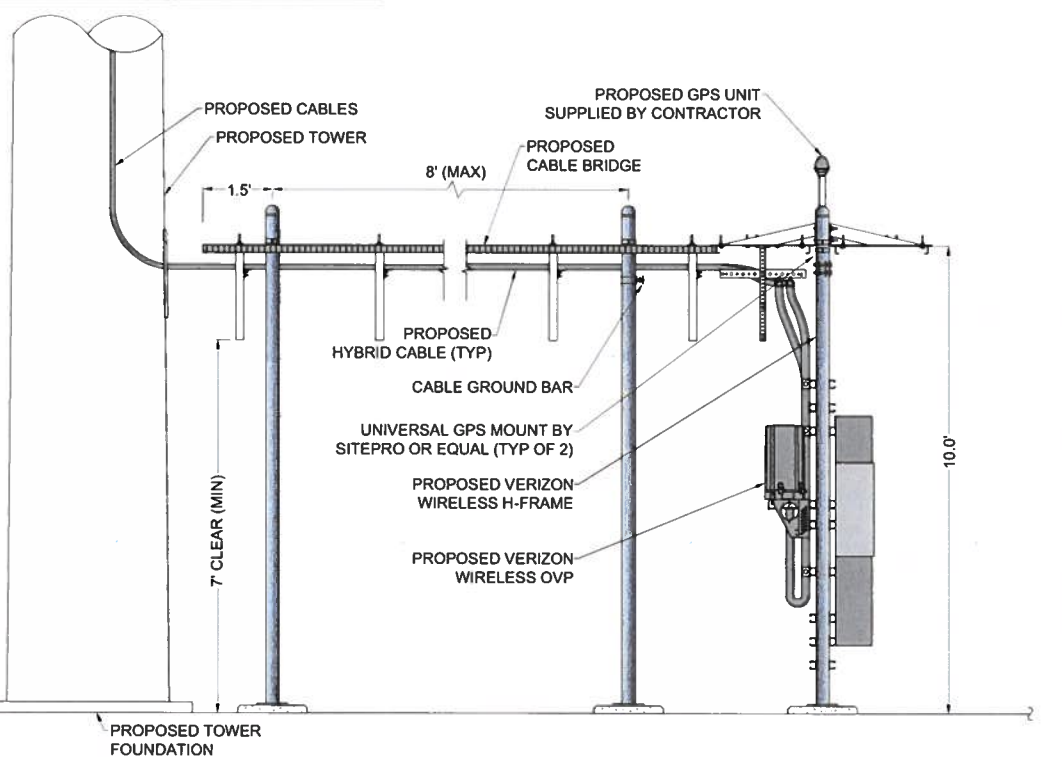 PROPOSED CABLES
PROPOSED TOWER
PROPOSED GPS UNIT
SUPPLIED BY CONTRACTOR
PROPOSED
CABLE BRIDGE
8' (MAX)
1.5'
PROPOSED
HYBRID CABLE (TYP)
CABLE GROUND BAR
UNIVERSAL GPS MOUNT BY
SITEPRO OR EQUAL (TYP OF 2)
PROPOSED VERIZON
WIRELESS H-FRAME
PROPOSED VERIZON
WIRELESS OVP
7' CLEAR (MIN)
10.0'
PROPOSED TOWER
FOUNDATION